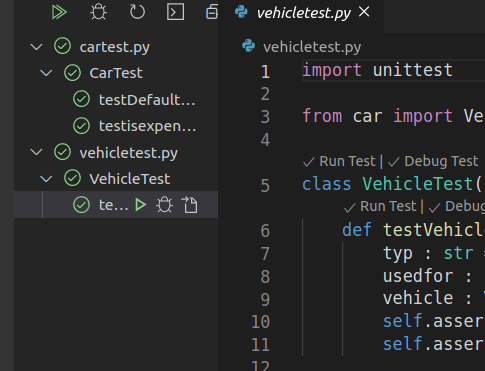 cartest.py
CarTest
testDefault...
testisexpen...
vehicletest.py
VehicleTest
te...
vehicletest.py
vehicletest.py
1 import unittest
2
3 from car import Ve
4
Run Test | Debug Test
5 class VehicleTest(
Run Test | Debug
6 def testVehicl
7 typ : str =
8 usedfor :
9 vehicle :
10 self.asser
11 self.asser
12